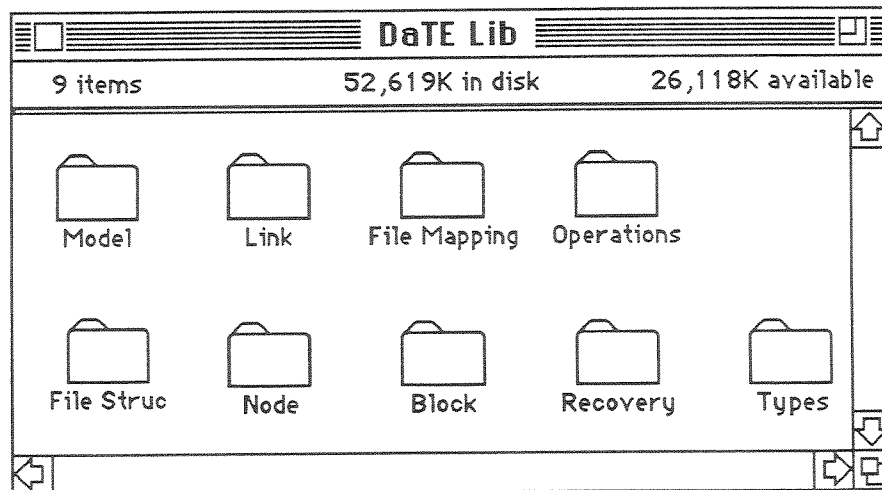 DaTE Lib
9 items 52,619K in disk 26,118K available
Model Link File Mapping Operations
File Struc Node Block Recovery Types